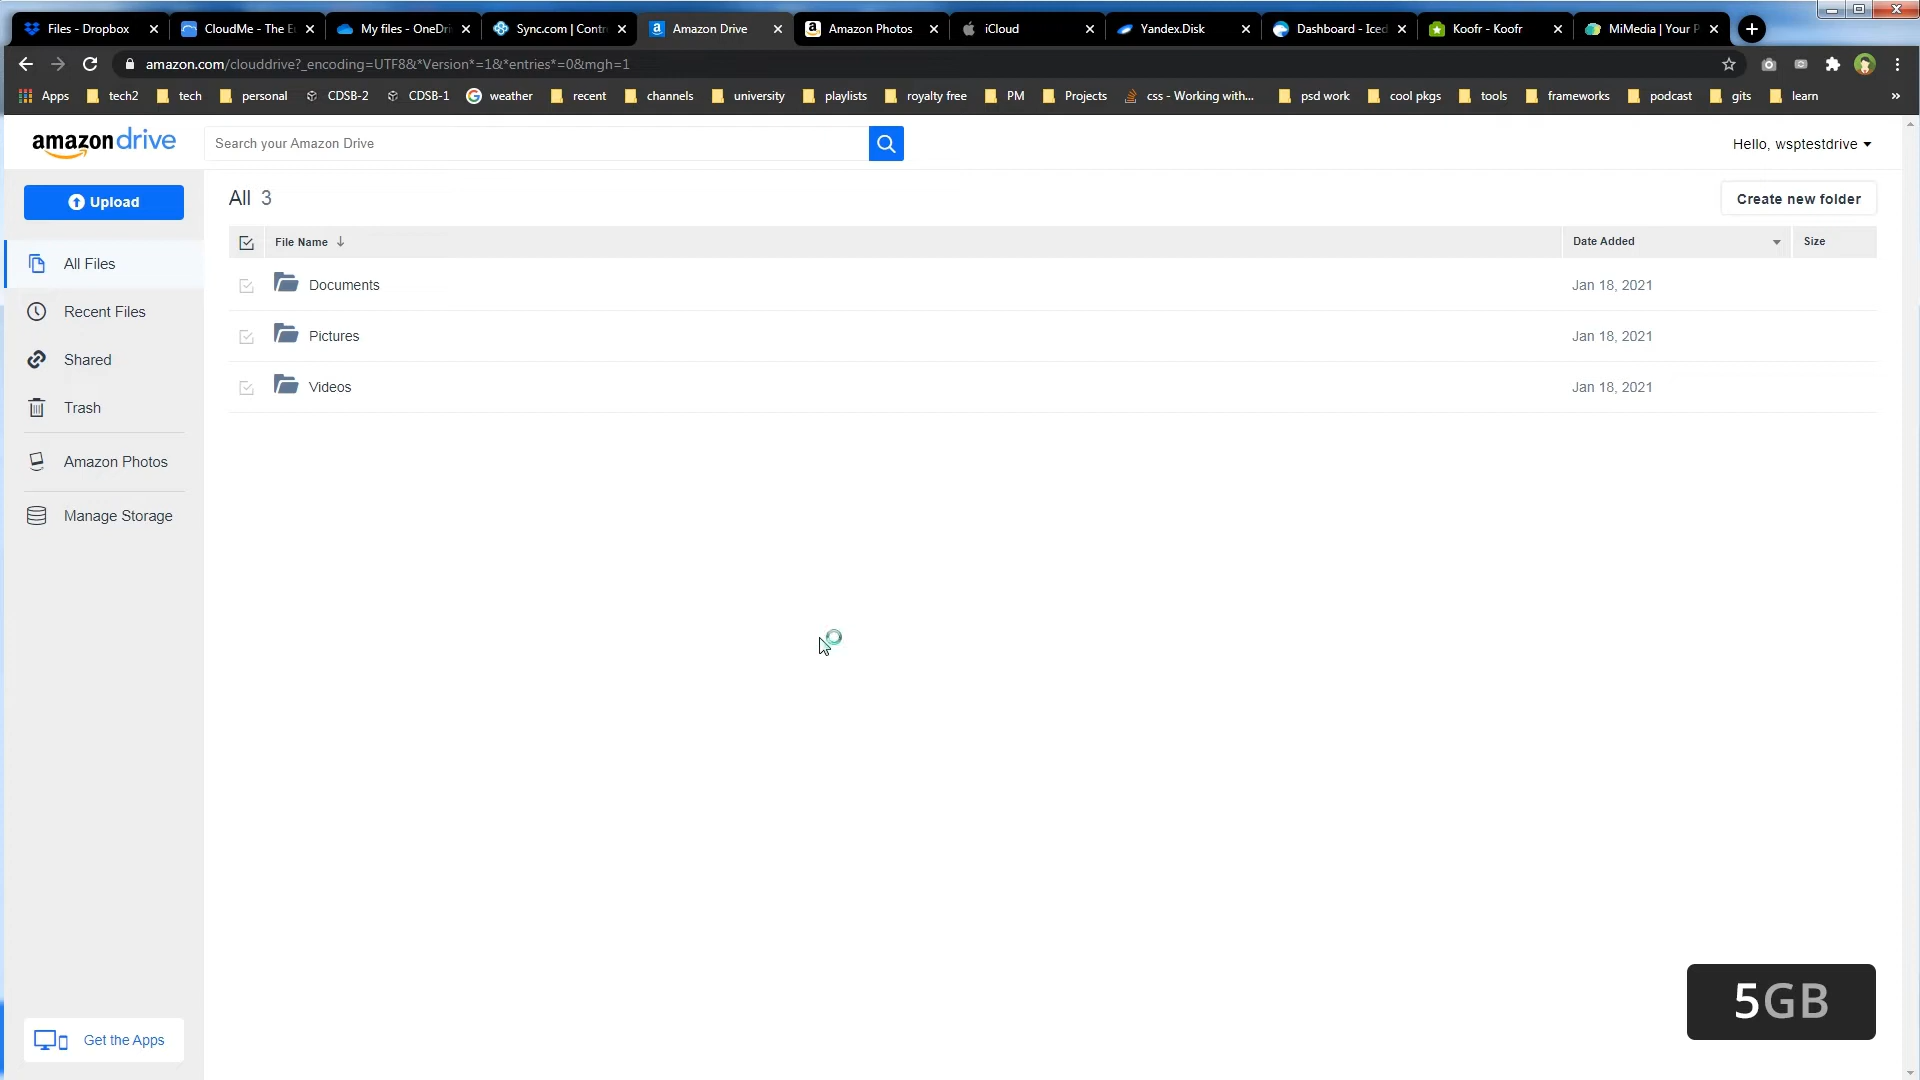 Files - Dropbox
CloudMe - The E
My files - OneDri
Sync.com | Contr
Amazon Drive
Amazon Photos
iCloud
Yandex.Disk
Dashboard - Iced
Koofr - Koofr
MiMedia | Your P
amazon.com/clouddrive?_encoding=UTF8&*Version*=1&*entries*=0&mgh=1
Apps
tech2
tech
personal
CDSB-2
CDSB-1
weather
recent
channels
university
playlists
royalty free
PM
Projects
css - Working with...
psd work
cool pkgs
tools
frameworks
podcast
gits
learn
»
amazon drive
Search your Amazon Drive
Hello, wsptestdrive
Upload
All 3
Create new folder
File Name
Date Added
Size
All Files
Documents
Jan 18, 2021
Recent Files
Pictures
Jan 18, 2021
Shared
Videos
Jan 18, 2021
Trash
Amazon Photos
Manage Storage
5GB
Get the Apps